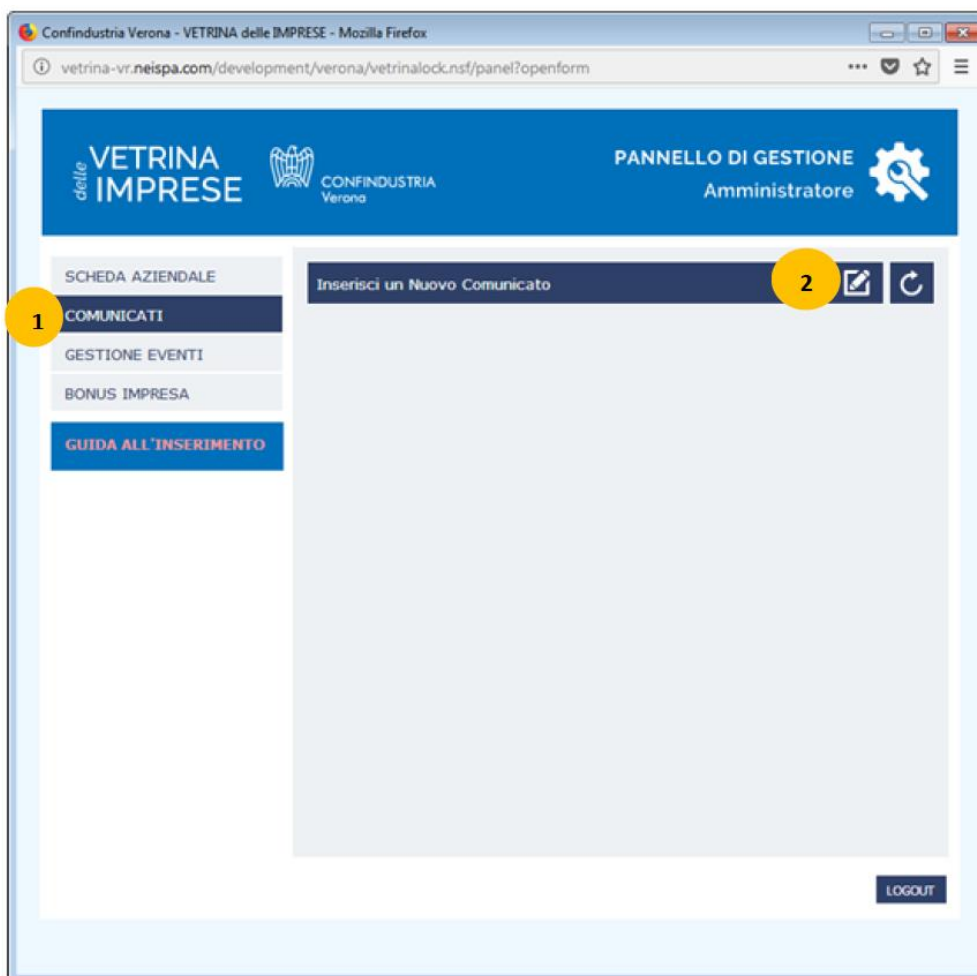 Confindustria Verona - VETRINA delle IMPRESE - Mozilla Firefox
vetrina-vr.neispa.com/development/verona/vetrinalock.nsf/panel?openform
delle VETRINA IMPRESE
CONFINDUSTRIA
Verona
PANNELLO DI GESTIONE
Amministratore
SCHEDA AZIENDALE
1 COMUNICATI
GESTIONE EVENTI
BONUS IMPRESA
GUIDA ALL'INSERIMENTO
Inserisci un Nuovo Comunicato 2
LOGOUT